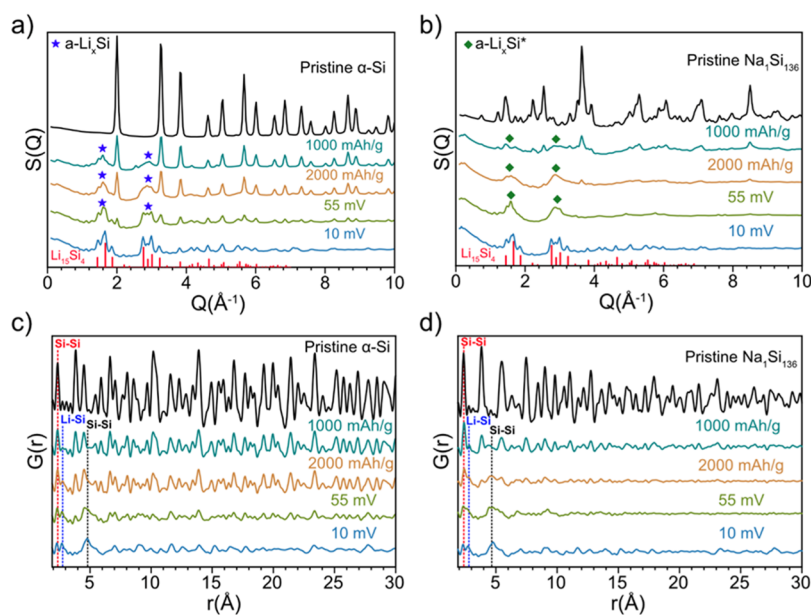 a)
★ a-LiₓSi
Pristine α-Si
1000 mAh/g
2000 mAh/g
55 mV
10 mV
Li₁₅Si₄
S(Q)
0 2 4 6 8 10
Q(Å⁻¹)
b)
◆ a-LiₓSi*
Pristine Na₁Si₁₃₆
1000 mAh/g
2000 mAh/g
55 mV
10 mV
Li₁₅Si₄
S(Q)
0 2 4 6 8 10
Q(Å⁻¹)
c)
Si-Si
Pristine α-Si
Li-Si
Si-Si
1000 mAh/g
2000 mAh/g
55 mV
10 mV
G(r)
5 10 15 20 25 30
r(Å)
d)
Si-Si
Pristine Na₁Si₁₃₆
Li-Si
Si-Si
1000 mAh/g
2000 mAh/g
55 mV
10 mV
G(r)
5 10 15 20 25 30
r(Å)